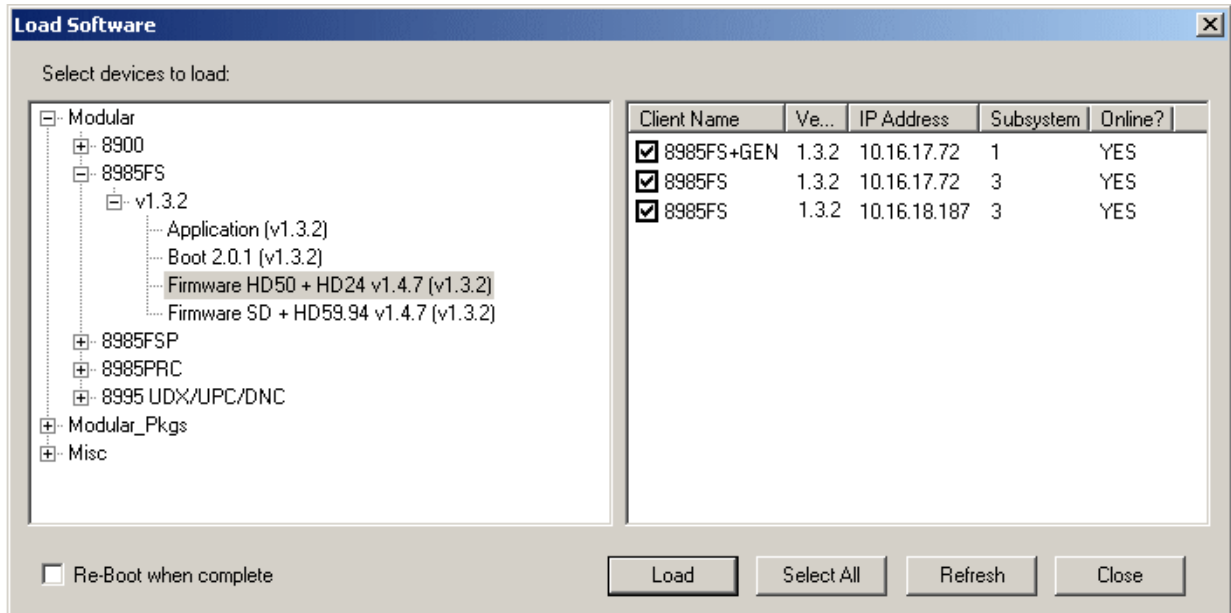 Load Software
Select devices to load:
Modular
8900
8985FS
v1.3.2
Application (v1.3.2)
Boot 2.0.1 (v1.3.2)
Firmware HD50 + HD24 v1.4.7 (v1.3.2)
Firmware SD + HD59.94 v1.4.7 (v1.3.2)
8985FSP
8985PRC
8995 UDX/UPC/DNC
Modular_Pkgs
Misc
Client Name Ve... IP Address Subsystem Online?
8985FS+GEN 1.3.2 10.16.17.72 1 YES
8985FS 1.3.2 10.16.17.72 3 YES
8985FS 1.3.2 10.16.18.187 3 YES
Re-Boot when complete
Load Select All Refresh Close